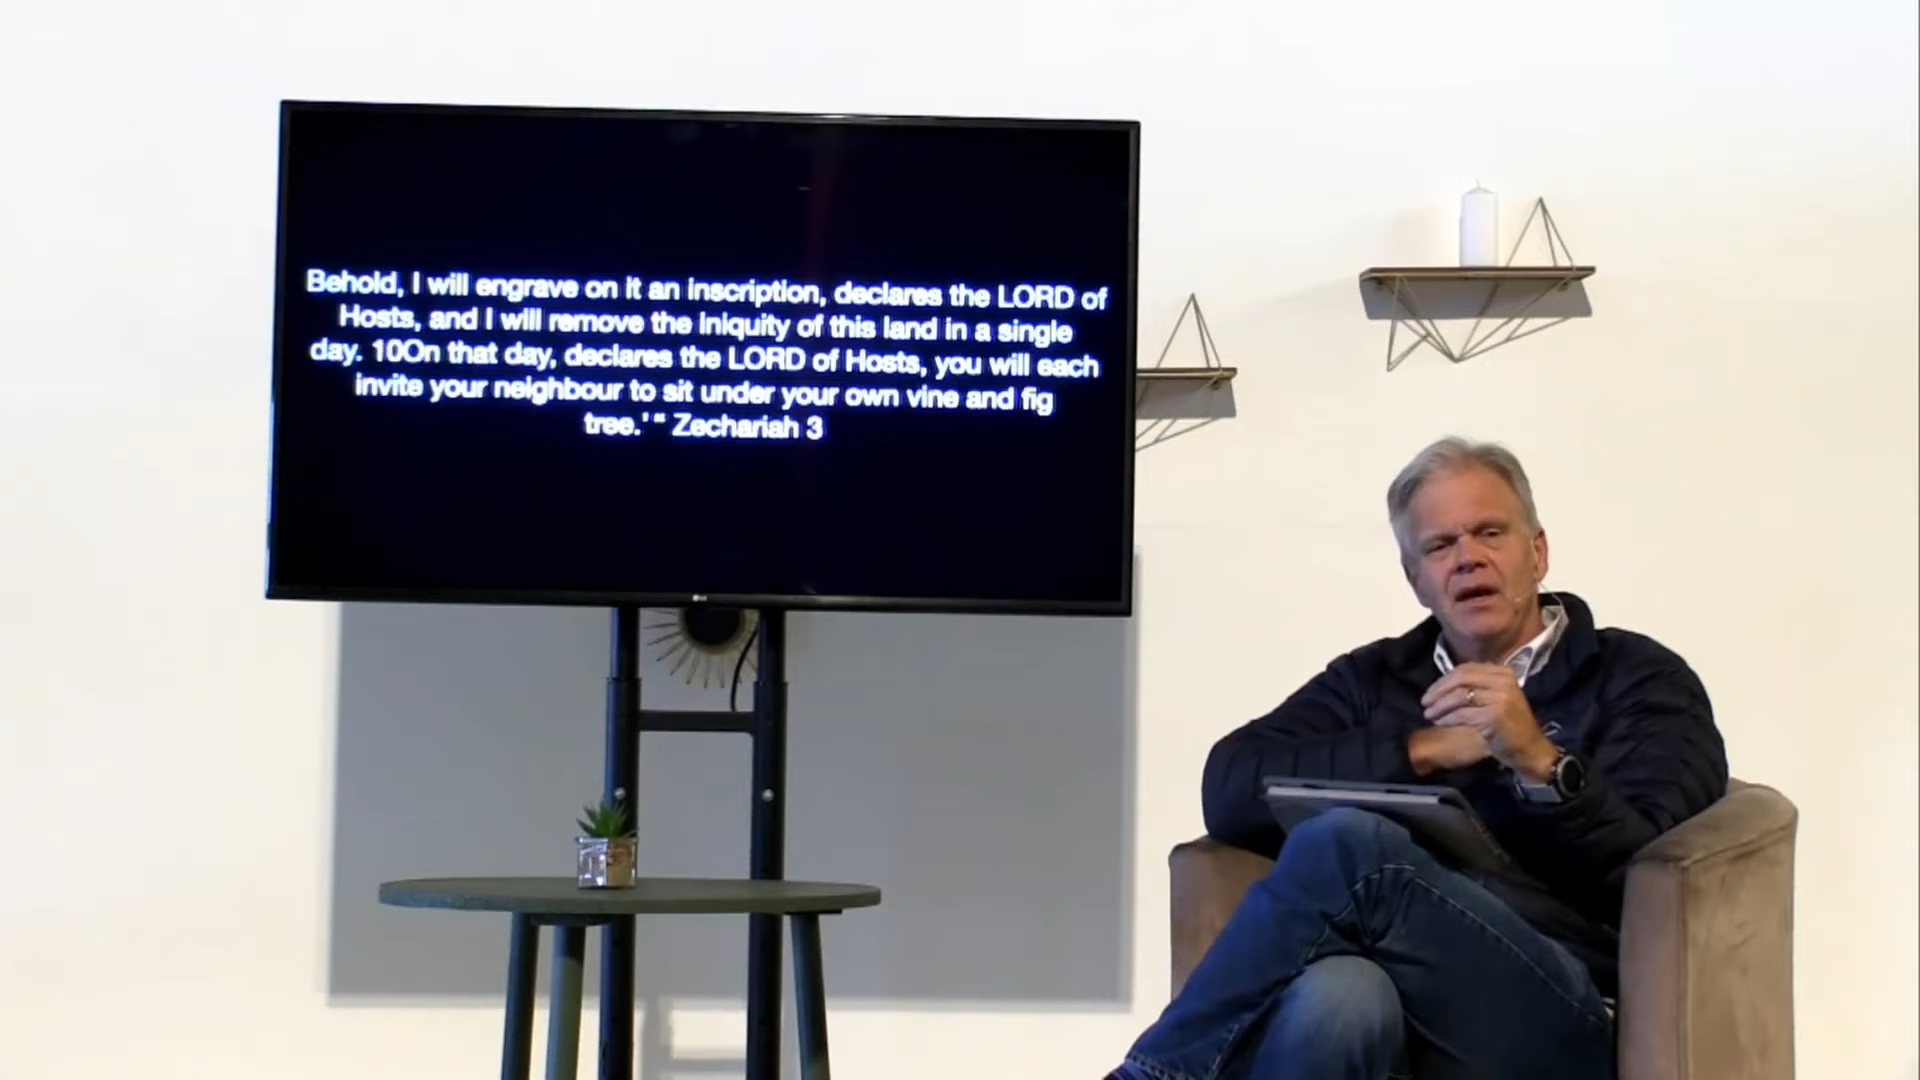 Behold, I will engrave on it an inscription, declares the LORD of
Hosts, and I will remove the iniquity of this land in a single
day. 10On that day, declares the LORD of Hosts, you will each
invite your neighbour to sit under your own vine and fig
tree.' “ Zechariah 3
LG